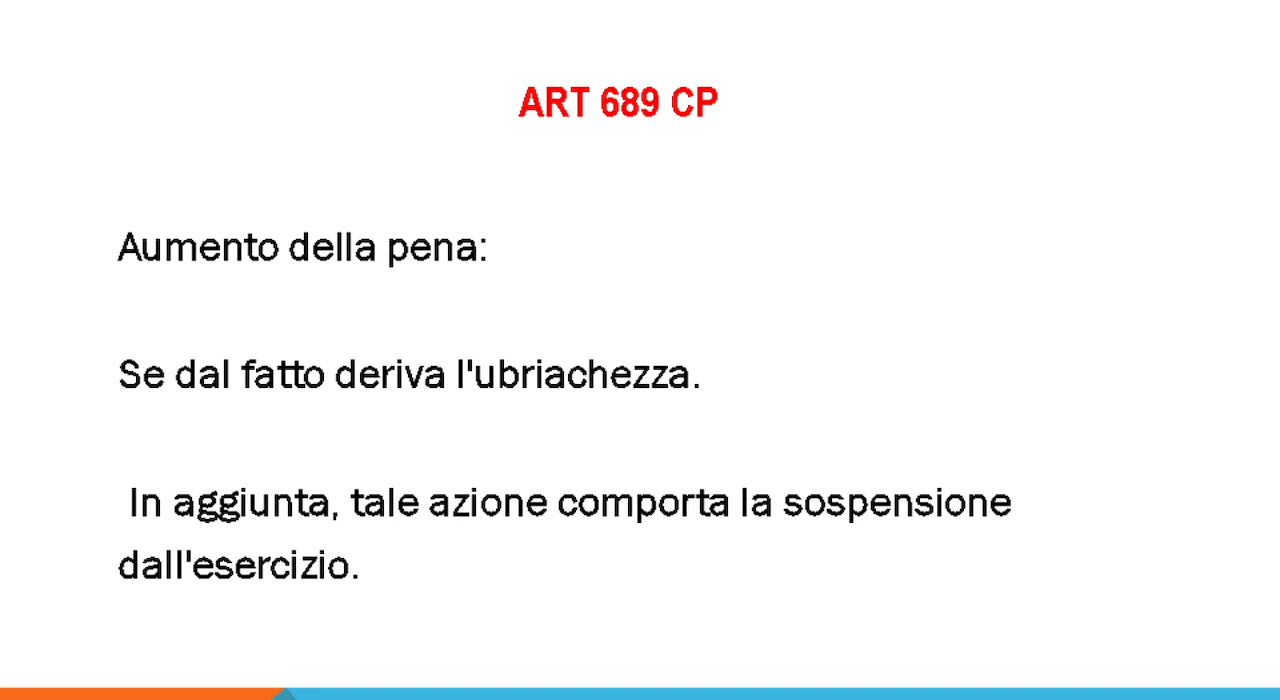 ART 689 CP
Aumento della pena:
Se dal fatto deriva l'ubriachezza.
In aggiunta, tale azione comporta la sospensione
dall'esercizio.